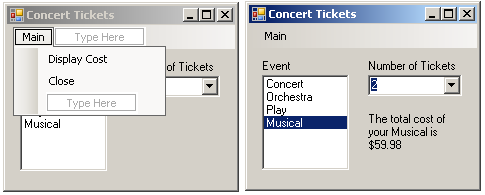 Concert Tickets
Main Type Here
Display Cost
of Tickets
Close
Type Here
Musical
Concert Tickets
Main
Event
Number of Tickets
Concert
2
Orchestra
Play
Musical
The total cost of
your Musical is
$59.98